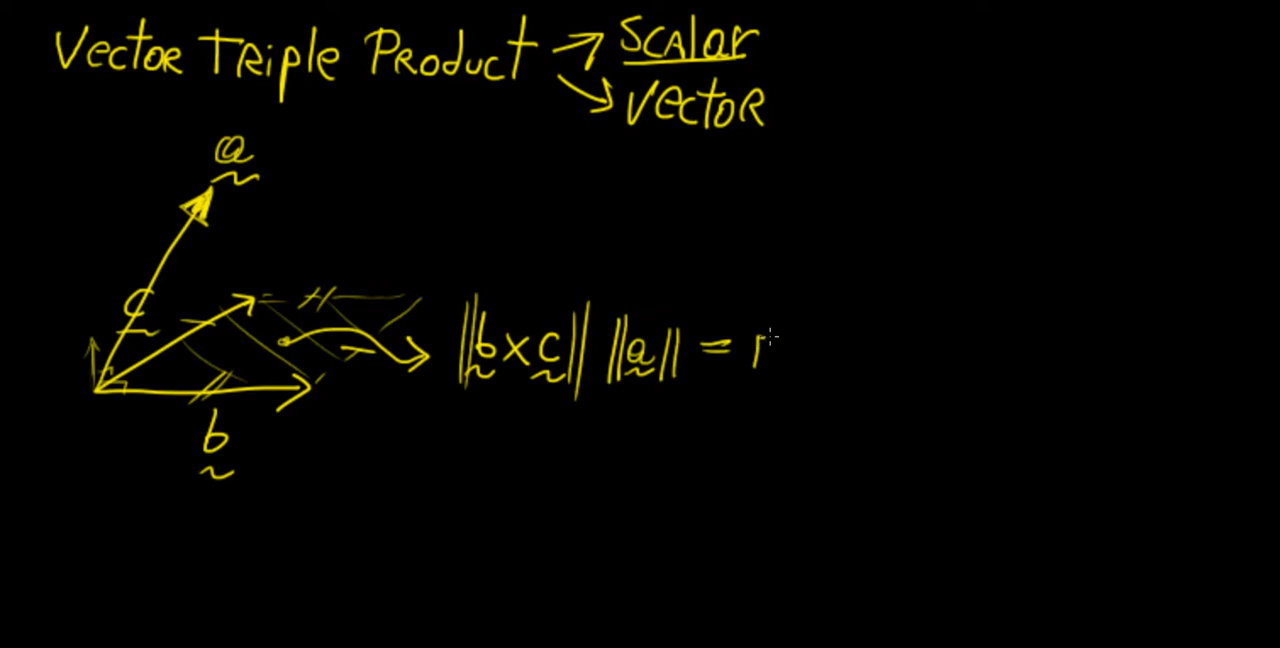 Vector Triple Product → Scalar
→ Vector
a
c
b
||b × c|| ||a|| =